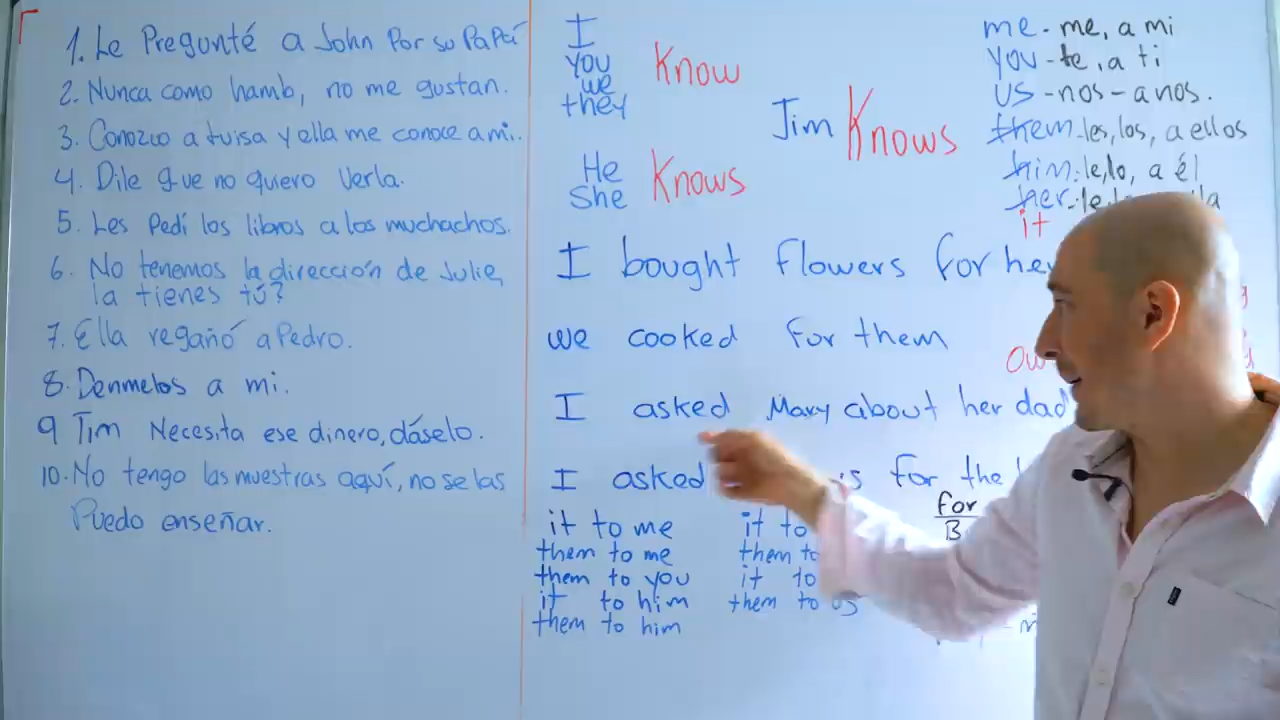 1. Le Pregunté a John Por su Papá
2. Nunca como hamb, no me gustan.
3. Conozco a Luisa y ella me conoce a mi.
4. Dile que no quiero verla.
5. Les Pedí los libros a los muchachos.
6. No tenemos la dirección de Julie,
la tienes tú?
7. Ella regañó a Pedro.
8. Denmelos a mi.
9 Tim Necesita ese dinero, dáselo.
10. No tengo las muestras aquí, no se las
Puedo enseñar.
I
you
we
they
Know
He
She
Knows
Jim Knows
me - me, a mi
you - te, a ti
us - nos - a nos.
them - les, los, a ellos
him: le, lo, a él
her - le,
it
I bought flowers for her
we cooked for them
I asked Mary about her dad
I asked for the
for
B
it to me
them to me
them to you
it to him
them to him
it to
them to
it to
them to us